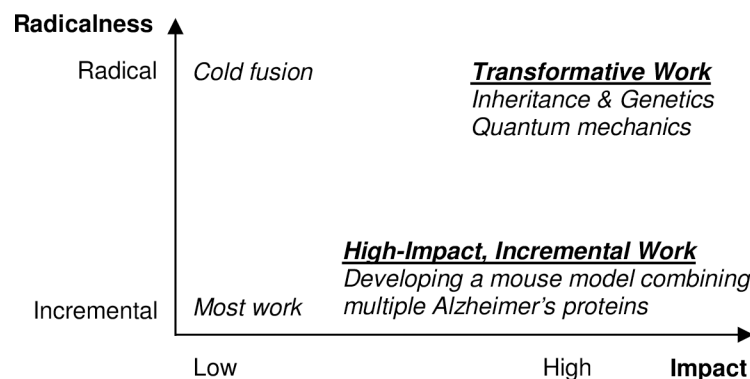 Radicalness
Radical
Cold fusion
Transformative Work
Inheritance & Genetics
Quantum mechanics
High-Impact, Incremental Work
Developing a mouse model combining
multiple Alzheimer's proteins
Incremental
Most work
Low
High
Impact